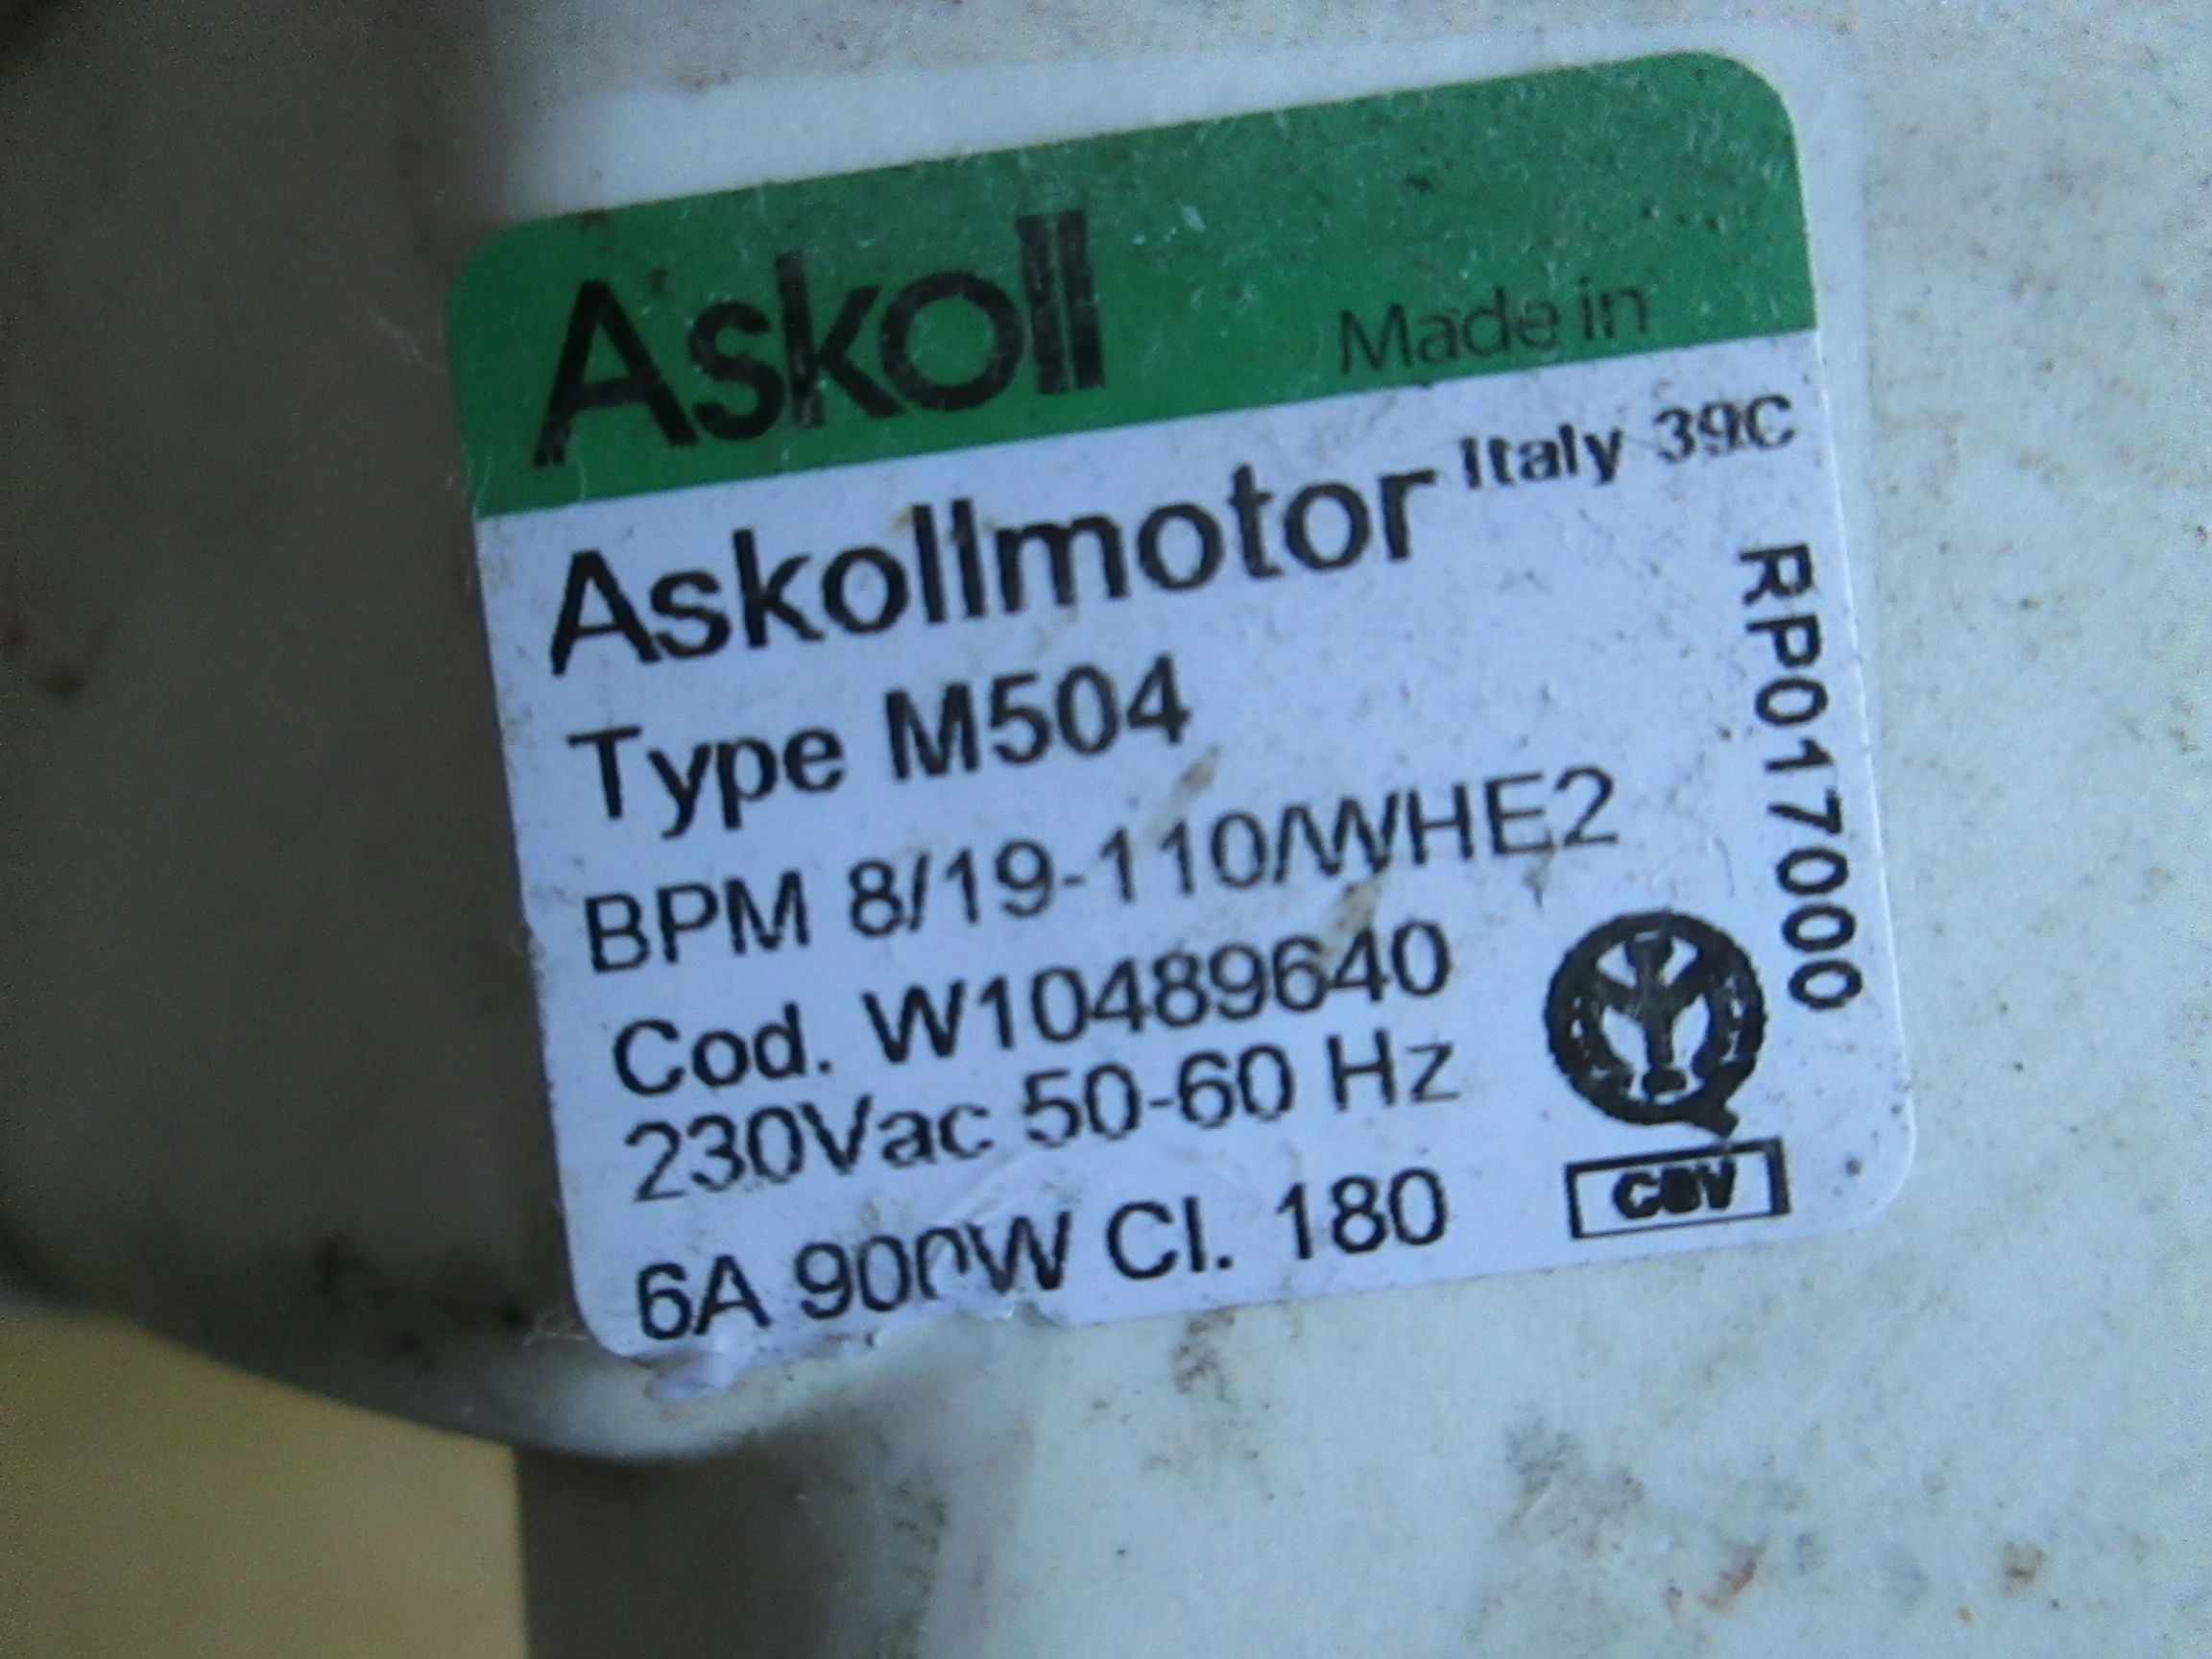 Askoll
Made in
Italy 39C
Askollmotor
Type M504
BPM 8/19-110/WHE2
Cod. W10489640
230Vac 50-60 Hz
6A 900W Cl. 180
RP017000